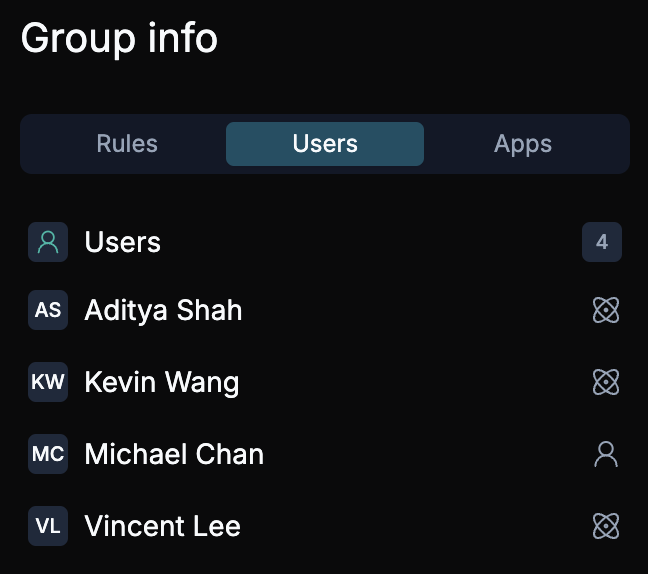 Group info
Rules Users Apps
Users 4
AS Aditya Shah
KW Kevin Wang
MC Michael Chan
VL Vincent Lee